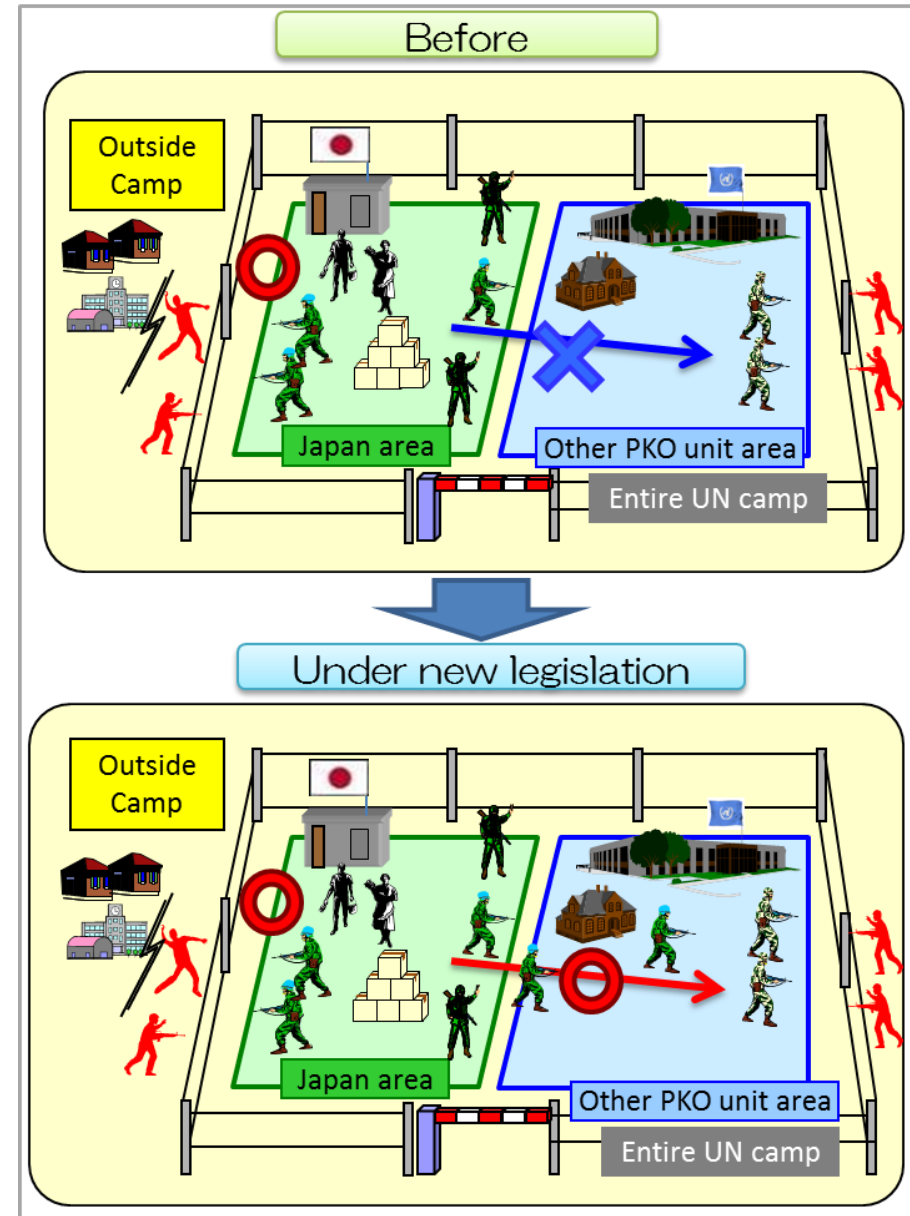 Before
Outside
Camp
Japan area
Other PKO unit area
Entire UN camp
Under new legislation
Outside
Camp
Japan area
Other PKO unit area
Entire UN camp